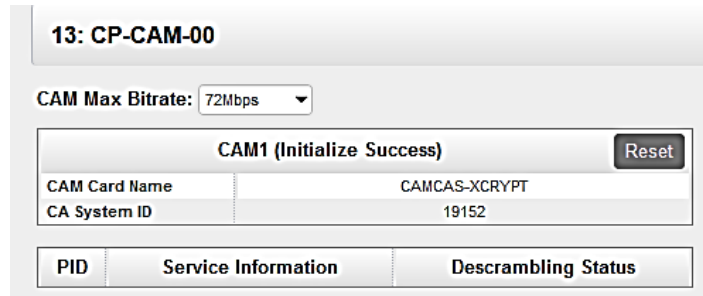 13: CP-CAM-00
CAM Max Bitrate: 72Mbps
CAM1 (Initialize Success) Reset
CAM Card Name CAMCAS-XCRYPT
CA System ID 19152
PID Service Information Descrambling Status